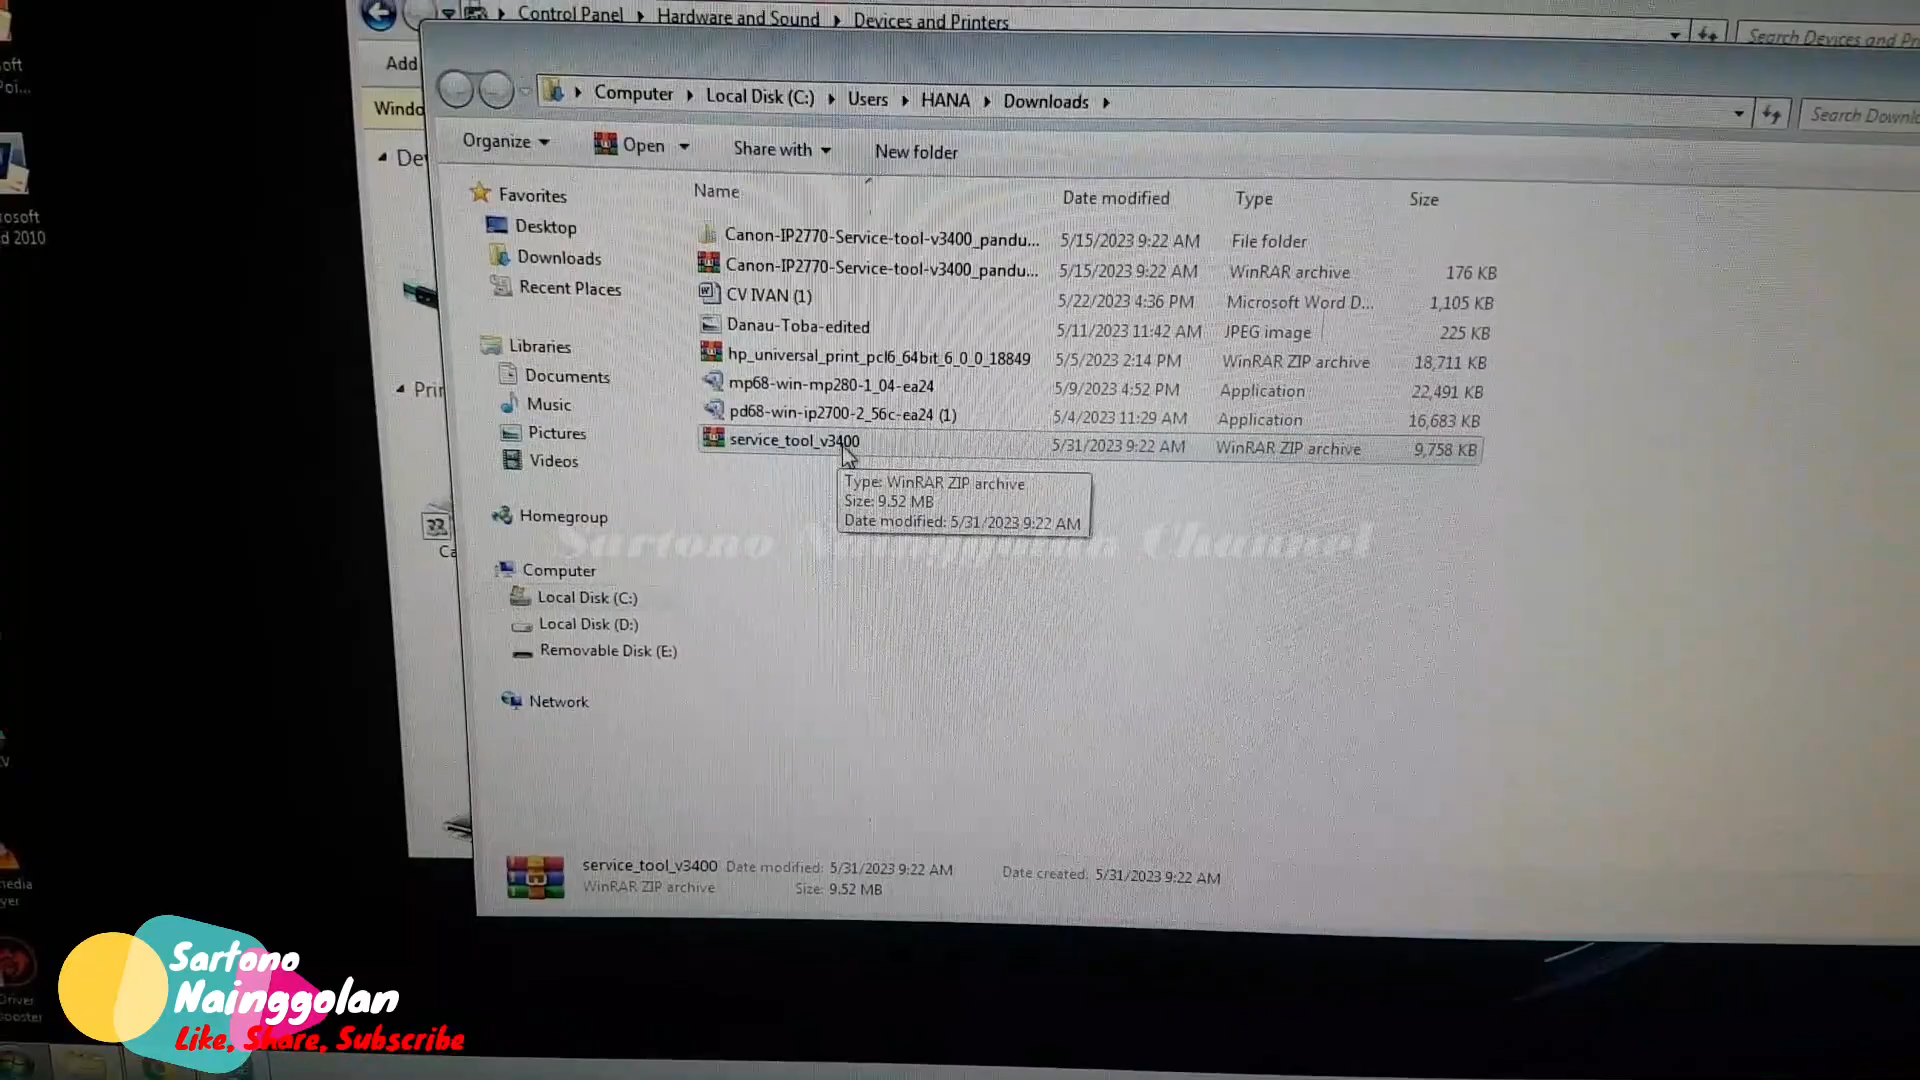 Control Panel Hardware and Sound Devices and Printers
Search Devices and
Add
Computer Local Disk (C:) Users HANA Downloads
Search
Organize Open Share with New folder
Name Date modified Type Size
Canon-IP2770-Service-tool-v3400_pandu... 5/15/2023 9:22 AM File folder
Canon-IP2770-Service-tool-v3400_pandu... 5/15/2023 9:22 AM WinRAR archive 176 KB
CV IVAN (1) 5/22/2023 4:36 PM Microsoft Word D... 1,105 KB
Danau-Toba-edited 5/11/2023 11:42 AM JPEG image 225 KB
hp_universal_print_pcl6_64bit_6_0_0_18849 5/5/2023 2:14 PM WinRAR ZIP archive 18,711 KB
mp68-win-mp280-1_04-ea24 5/9/2023 4:52 PM Application 22,491 KB
pd68-win-ip2700-2_56c-ea24 (1) 5/4/2023 11:29 AM Application 16,683 KB
service_tool_v3400 5/31/2023 9:22 AM WinRAR ZIP archive 9,758 KB
Type: WinRAR ZIP archive
Size: 9.52 MB
Date modified: 5/31/2023 9:22 AM
Favorites
Desktop
Downloads
Recent Places
Libraries
Documents
Music
Pictures
Videos
Homegroup
Computer
Local Disk (C:)
Local Disk (D:)
Removable Disk (E:)
Network
Sartono Nainggolan Channel
service_tool_v3400 Date modified: 5/31/2023 9:22 AM Date created: 5/31/2023 9:22 AM
WinRAR ZIP archive Size: 9.52 MB
d 2010
Sartono
Nainggolan
Like, Share, Subscribe